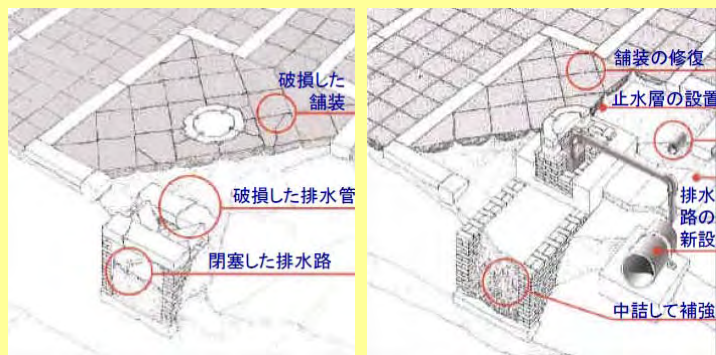 破損した
舗装
破損した排水管
閉塞した排水路
舗装の修復
止水層の設置
排水
路の
新設
中詰して補強